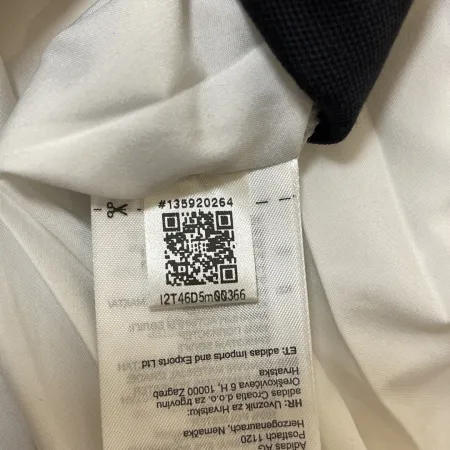 #135920264
I2T46D5m00366
Adidas AG
Postfach 1120
Herzogenaurach, Nemačka
HR: Uvoznik za Hrvatsku:
adidas Croatia d.o.o. za trgovinu
Oreškovićeva 6 H, 10000 Zagreb
Hrvatska
ET: adidas Imports and Exports Ltd